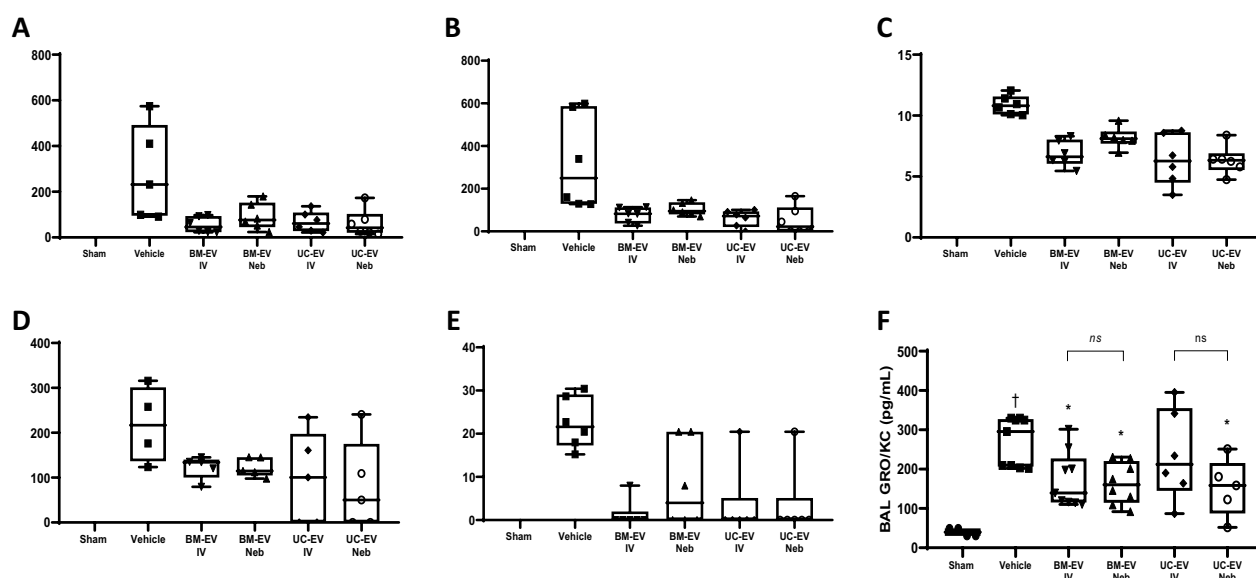 A
800
600
400
200
0
Sham Vehicle BM-EV IV BM-EV Neb UC-EV IV UC-EV Neb
B
800
600
400
200
0
Sham Vehicle BM-EV IV BM-EV Neb UC-EV IV UC-EV Neb
C
15
10
5
0
Sham Vehicle BM-EV IV BM-EV Neb UC-EV IV UC-EV Neb
D
400
300
200
100
0
Sham Vehicle BM-EV IV BM-EV Neb UC-EV IV UC-EV Neb
E
40
30
20
10
0
Sham Vehicle BM-EV IV BM-EV Neb UC-EV IV UC-EV Neb
F
BAL GRO/KC (pg/mL)
500
400
300
200
100
0
ns ns
† * * *
Sham Vehicle BM-EV IV BM-EV Neb UC-EV IV UC-EV Neb